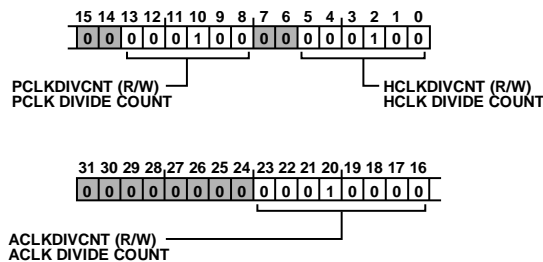 15 14 13 12 11 10 9 8 7 6 5 4 3 2 1 0
0 0 0 0 0 1 0 0 0 0 0 0 0 1 0 0
PCLKDIVCNT (R/W)
PCLK DIVIDE COUNT
HCLKDIVCNT (R/W)
HCLK DIVIDE COUNT
31 30 29 28 27 26 25 24 23 22 21 20 19 18 17 16
0 0 0 0 0 0 0 0 0 0 0 1 0 0 0 0
ACLKDIVCNT (R/W)
ACLK DIVIDE COUNT